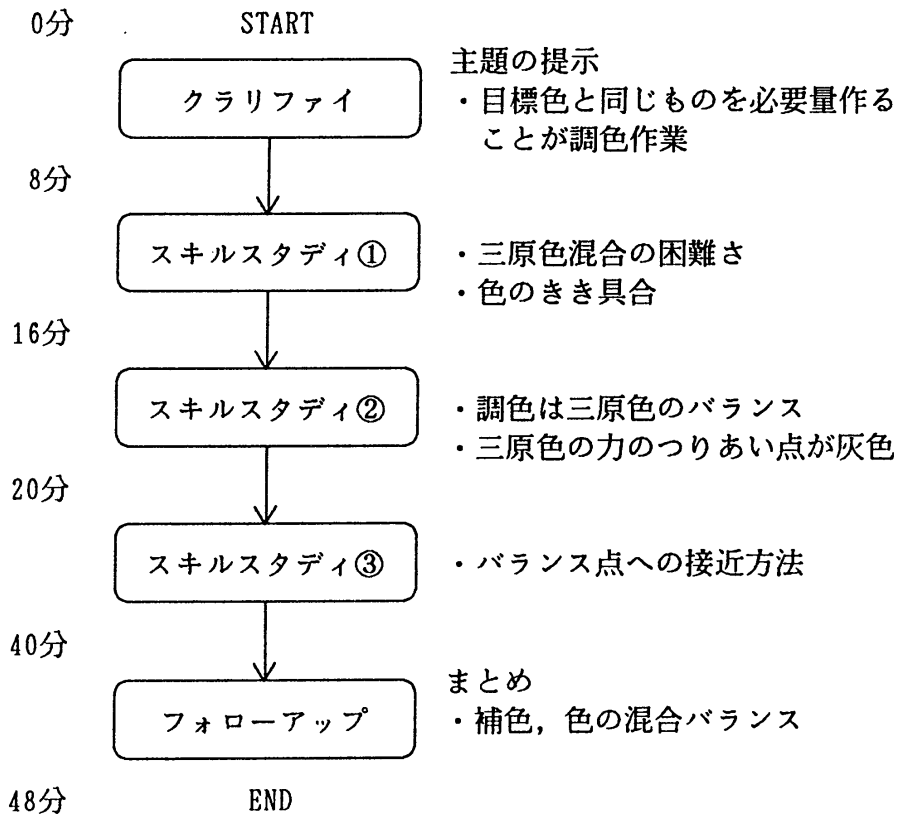 0分 START
クラリファイ
主題の提示
・目標色と同じものを必要量作る
ことが調色作業
8分
スキルスタディ①
・三原色混合の困難さ
・色のきき具合
16分
スキルスタディ②
・調色は三原色のバランス
・三原色の力のつりあい点が灰色
20分
スキルスタディ③
・バランス点への接近方法
40分
フォローアップ
まとめ
・補色，色の混合バランス
48分 END